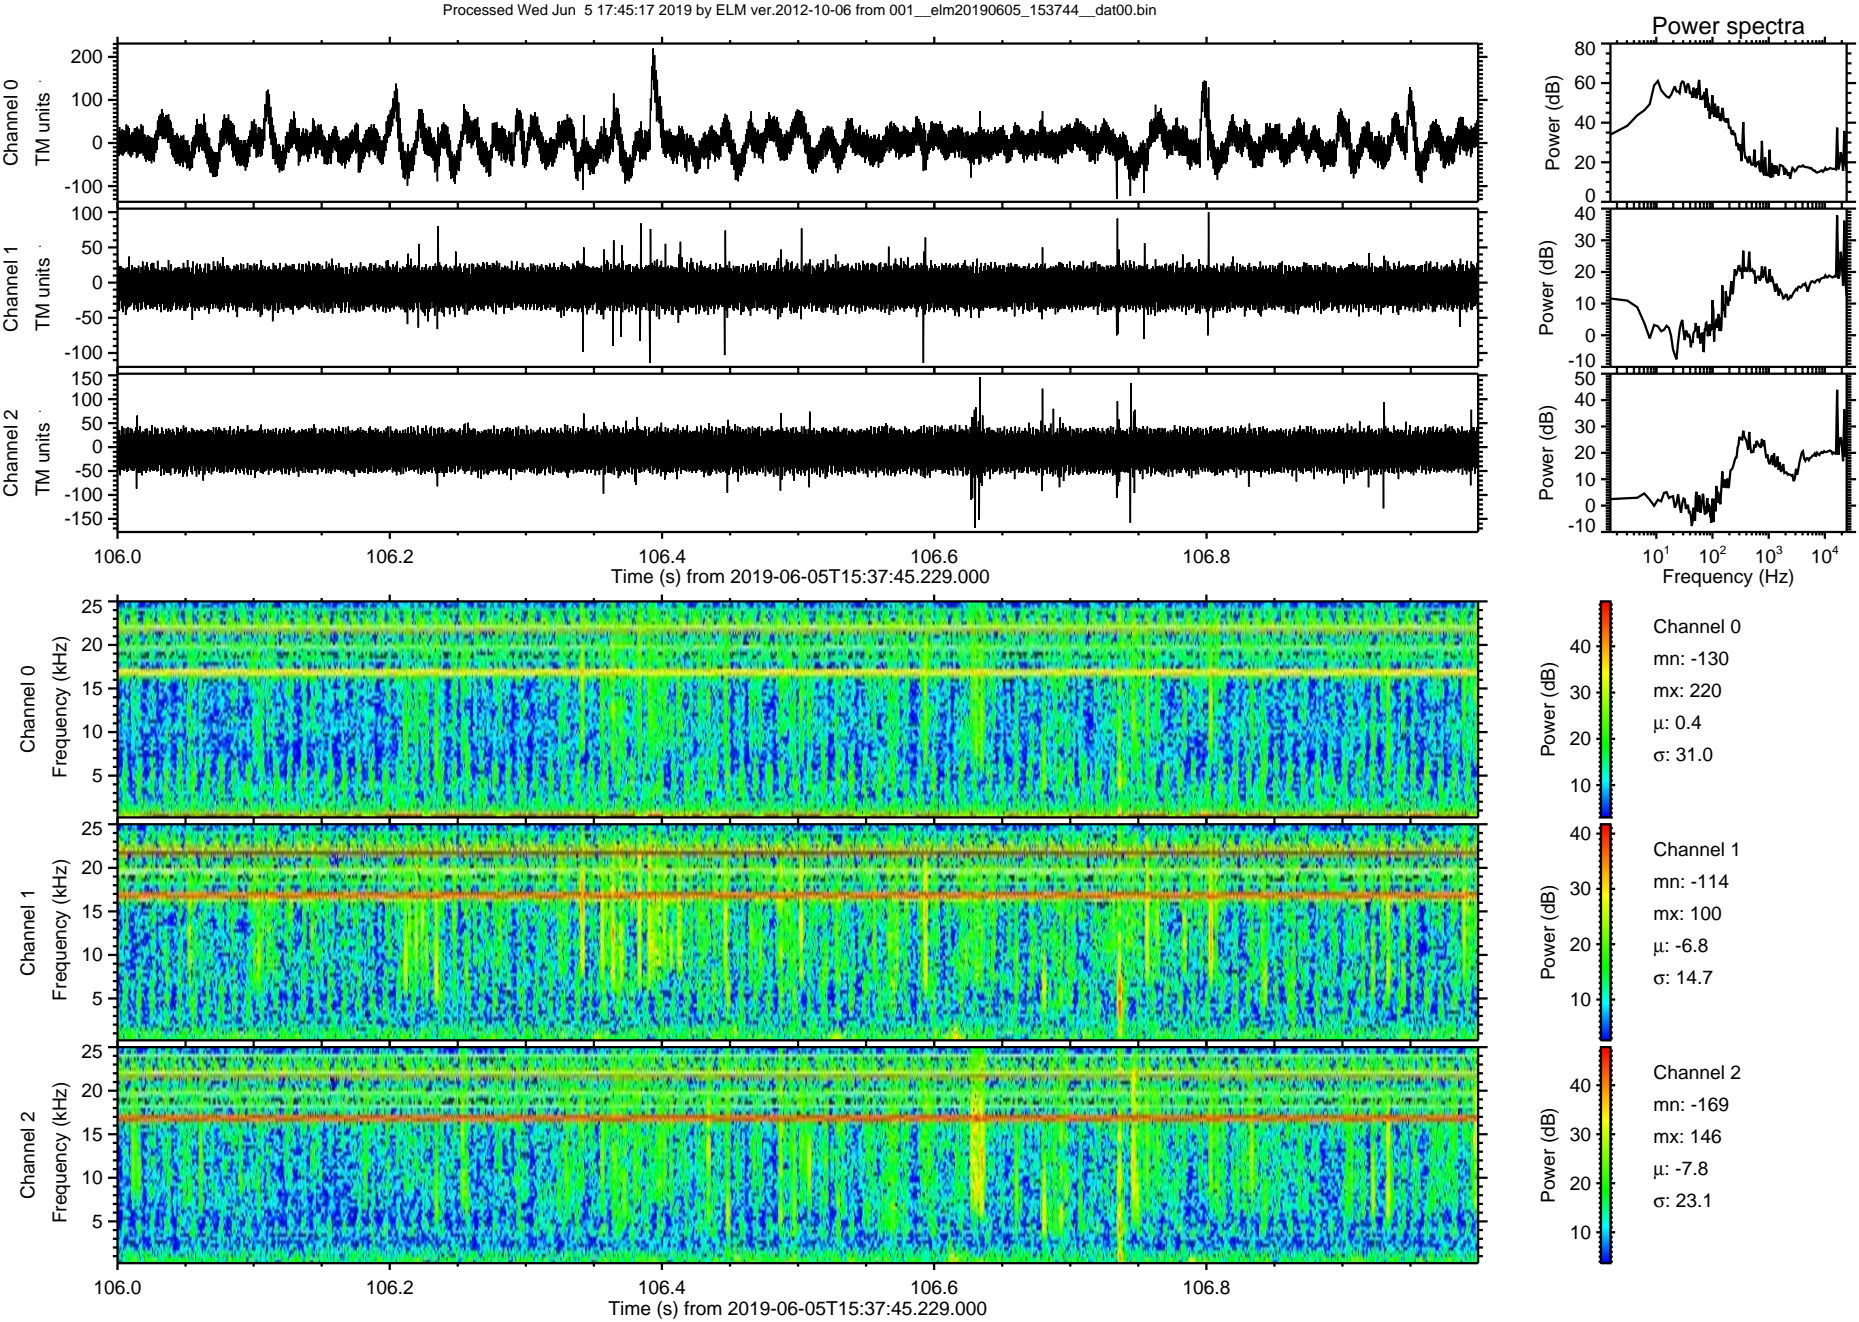 Processed Wed Jun  5 17:45:17 2019 by ELM ver.2012-10-06 from 001__elm20190605_153744__dat00.bin
Power spectra
Channel 0
TM units
200
100
0
-100
Power (dB)
80
60
40
20
0
Channel 1
TM units
100
50
0
-50
-100
Power (dB)
40
30
20
10
0
-10
Channel 2
TM units
150
100
50
0
-50
-100
-150
Power (dB)
50
40
30
20
10
0
-10
106.0 106.2 106.4 106.6 106.8
Time (s) from 2019-06-05T15:37:45.229.000
10^1 10^2 10^3 10^4
Frequency (Hz)
Channel 0
Frequency (kHz)
25
20
15
10
5
Power (dB)
40
30
20
10
Channel 0
mn: -130
mx: 220
μ: 0.4
σ: 31.0
Channel 1
Frequency (kHz)
25
20
15
10
5
Power (dB)
40
30
20
10
Channel 1
mn: -114
mx: 100
μ: -6.8
σ: 14.7
Channel 2
Frequency (kHz)
25
20
15
10
5
Power (dB)
40
30
20
10
Channel 2
mn: -169
mx: 146
μ: -7.8
σ: 23.1
106.0 106.2 106.4 106.6 106.8
Time (s) from 2019-06-05T15:37:45.229.000